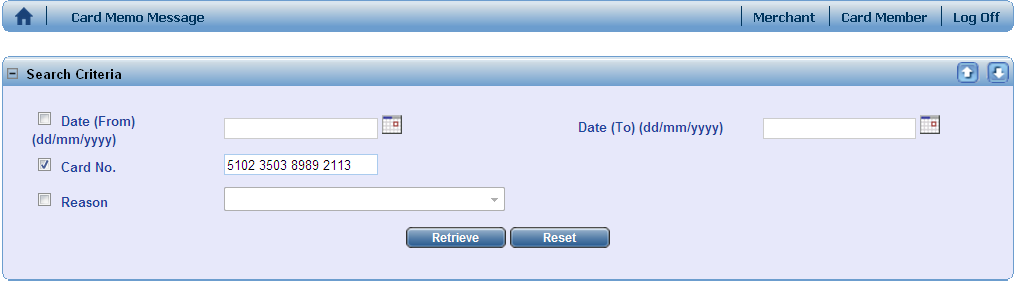 Card Memo Message Merchant Card Member Log Off
Search Criteria
Date (From) Date (To) (dd/mm/yyyy)
(dd/mm/yyyy)
Card No. 5102 3503 8989 2113
Reason
Retrieve Reset